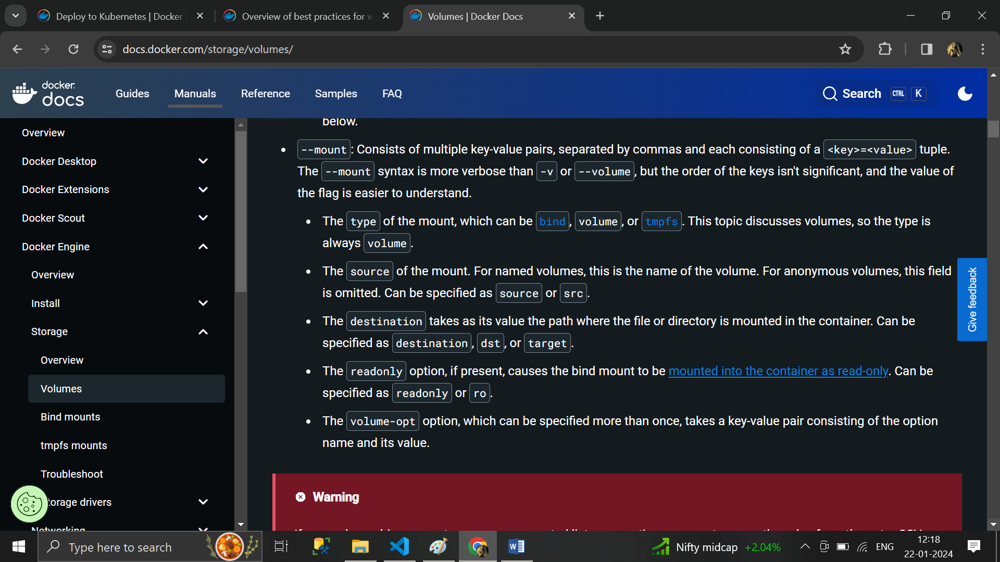 Deploy to Kubernetes | Docker
Overview of best practices for w
Volumes | Docker Docs
docs.docker.com/storage/volumes/
docker
docs
Guides
Manuals
Reference
Samples
FAQ
Search
CTRL
K
Overview
Docker Desktop
Docker Extensions
Docker Scout
Docker Engine
Overview
Install
Storage
Overview
Volumes
Bind mounts
tmpfs mounts
Troubleshoot
torage drivers
Networking
below.
• --mount: Consists of multiple key-value pairs, separated by commas and each consisting of a <key>=<value> tuple.
The --mount syntax is more verbose than -v or --volume, but the order of the keys isn't significant, and the value of
the flag is easier to understand.
• The type of the mount, which can be bind, volume, or tmpfs. This topic discusses volumes, so the type is
always volume.
• The source of the mount. For named volumes, this is the name of the volume. For anonymous volumes, this field
is omitted. Can be specified as source or src.
• The destination takes as its value the path where the file or directory is mounted in the container. Can be
specified as destination, dst, or target.
• The readonly option, if present, causes the bind mount to be mounted into the container as read-only. Can be
specified as readonly or ro.
• The volume-opt option, which can be specified more than once, takes a key-value pair consisting of the option
name and its value.
Warning
Give feedback
Type here to search
Nifty midcap +2.04%
ENG
12:18
22-01-2024